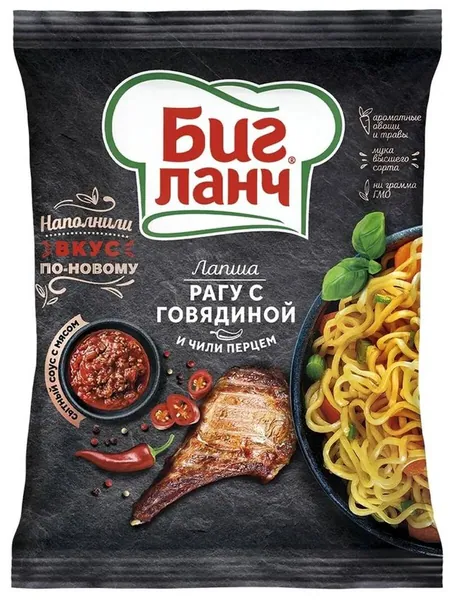 Биг
ланч®
ароматные
овощи
и травы
мука
высшего
сорта
ни грамма
ГМО
Наполнили
ВКУС
ПО-НОВОМУ
Лапша
РАГУ С
ГОВЯДИНОЙ
И ЧИЛИ ПЕРЦЕМ
СЫТНЫЙ СОУС С МЯСОМ